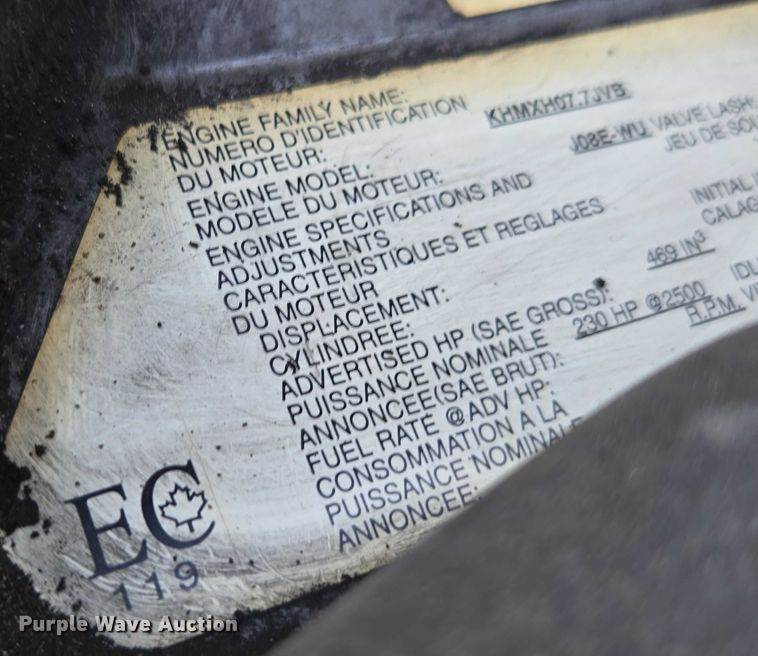 ENGINE FAMILY NAME:
NUMERO D'IDENTIFICATION KHMXH07.7JVB
DU MOTEUR:
ENGINE MODEL: J08E-WU VALVE LASH:
MODELE DU MOTEUR: JEU DE
ENGINE SPECIFICATIONS AND
ADJUSTMENTS INITIAL
CARACTERISTIQUES ET REGLAGES
DU MOTEUR
DISPLACEMENT: 469 IN³
CYLINDREE:
ADVERTISED HP (SAE GROSS): 230 HP @2500
PUISSANCE NOMINALE R.P.M.
ANNONCEE(SAE BRUT):
FUEL RATE @ADV HP:
CONSOMMATION A LA
PUISSANCE NOMINALE
ANNONCEE:
EC
119
Purple Wave Auction